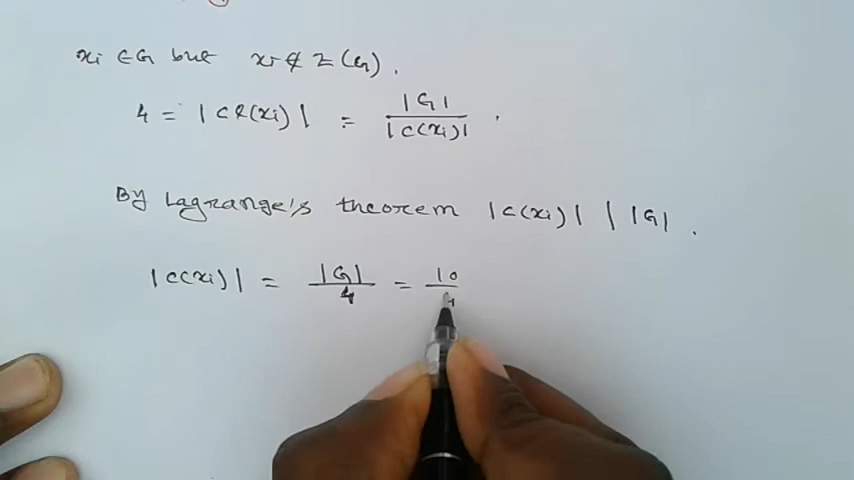 xi ∈ G but xi ∉ Z(G).
4 = |Cl(xi)| = |G| / |C(xi)| .
By Lagrange's theorem |C(xi)| | |G| .
|C(xi)| = |G| / 4 = 10 / 4